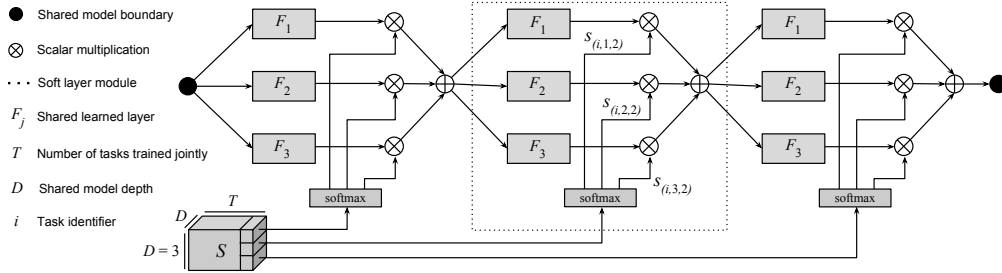 Shared model boundary
Scalar multiplication
Soft layer module
F_j Shared learned layer
T Number of tasks trained jointly
D Shared model depth
i Task identifier
F_1 F_1 F_1
F_2 F_2 F_2
F_3 F_3 F_3
s_(i,1,2)
s_(i,2,2)
s_(i,3,2)
softmax softmax softmax
D T
D = 3 S